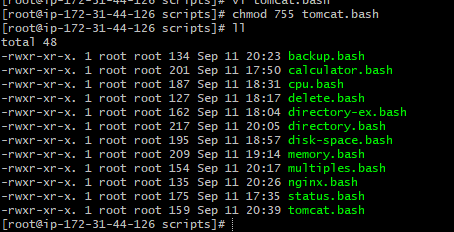 [root@ip-172-31-44-126 scripts]# vi tomcat.bash
[root@ip-172-31-44-126 scripts]# chmod 755 tomcat.bash
[root@ip-172-31-44-126 scripts]# ll
total 48
-rwxr-xr-x. 1 root root 134 Sep 11 20:23 backup.bash
-rwxr-xr-x. 1 root root 201 Sep 11 17:50 calculator.bash
-rwxr-xr-x. 1 root root 187 Sep 11 18:31 cpu.bash
-rwxr-xr-x. 1 root root 127 Sep 11 18:17 delete.bash
-rwxr-xr-x. 1 root root 162 Sep 11 18:04 directory-ex.bash
-rwxr-xr-x. 1 root root 217 Sep 11 20:05 directory.bash
-rwxr-xr-x. 1 root root 195 Sep 11 18:57 disk-space.bash
-rwxr-xr-x. 1 root root 209 Sep 11 19:14 memory.bash
-rwxr-xr-x. 1 root root 154 Sep 11 20:17 multiples.bash
-rwxr-xr-x. 1 root root 135 Sep 11 20:26 nginx.bash
-rwxr-xr-x. 1 root root 175 Sep 11 17:35 status.bash
-rwxr-xr-x. 1 root root 159 Sep 11 20:39 tomcat.bash
[root@ip-172-31-44-126 scripts]#